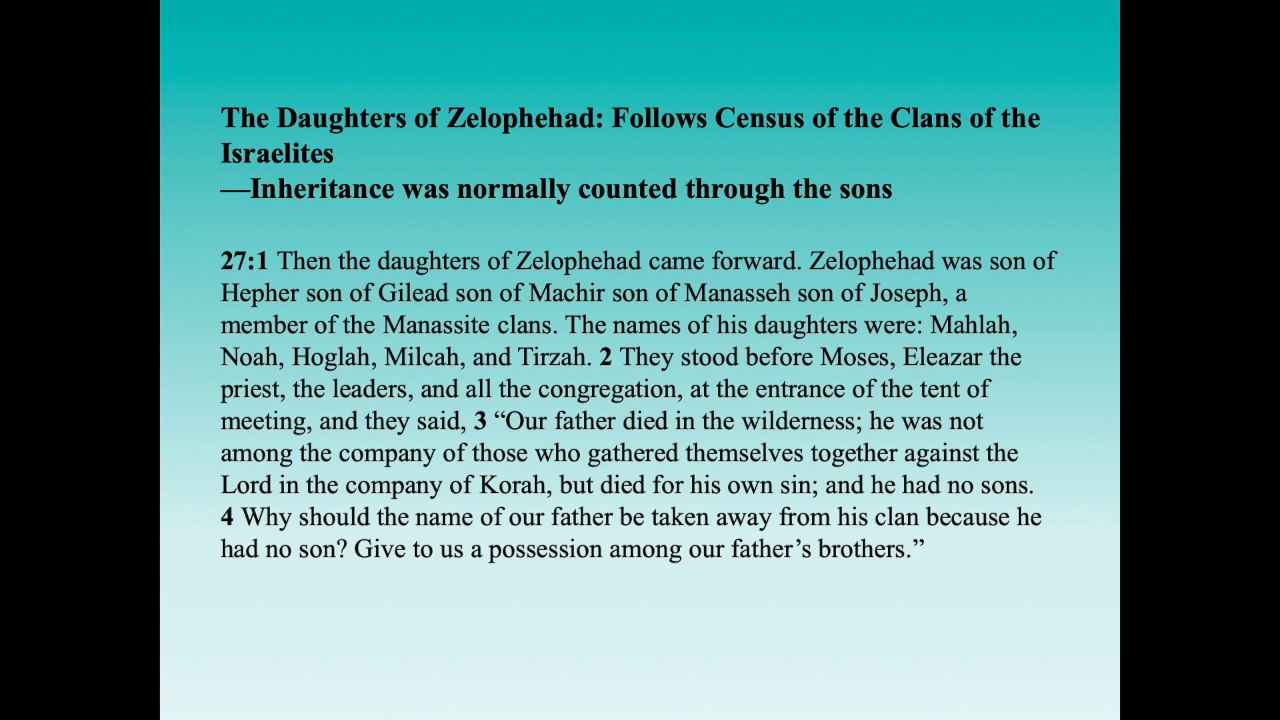 The Daughters of Zelophehad: Follows Census of the Clans of the
Israelites
—Inheritance was normally counted through the sons
27:1 Then the daughters of Zelophehad came forward. Zelophehad was son of
Hepher son of Gilead son of Machir son of Manasseh son of Joseph, a
member of the Manassite clans. The names of his daughters were: Mahlah,
Noah, Hoglah, Milcah, and Tirzah. 2 They stood before Moses, Eleazar the
priest, the leaders, and all the congregation, at the entrance of the tent of
meeting, and they said, 3 “Our father died in the wilderness; he was not
among the company of those who gathered themselves together against the
Lord in the company of Korah, but died for his own sin; and he had no sons.
4 Why should the name of our father be taken away from his clan because he
had no son? Give to us a possession among our father’s brothers.”